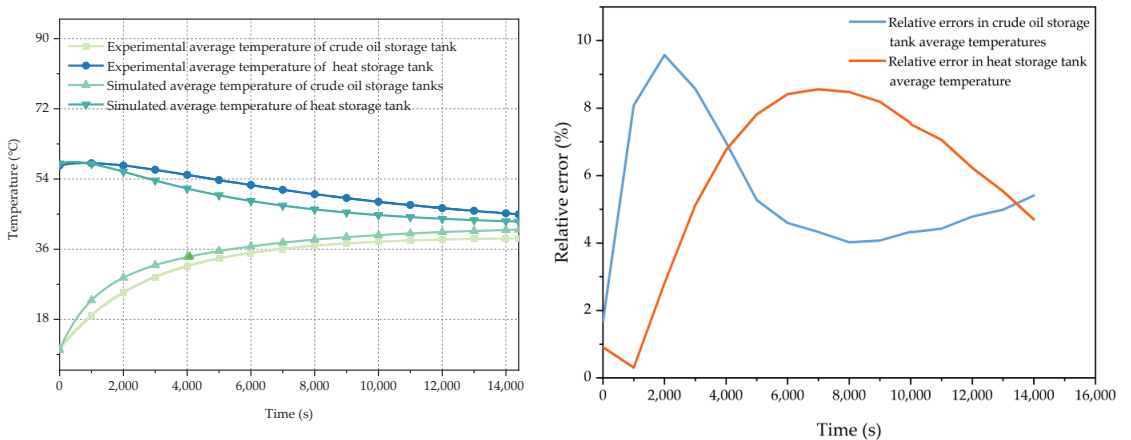 90
72
54
36
18
Temperature (°C)
Experimental average temperature of crude oil storage tank
Experimental average temperature of heat storage tank
Simulated average temperature of crude oil storage tanks
Simulated average temperature of heat storage tank
0
2,000
4,000
6,000
8,000
10,000
12,000
14,000
Time (s)
10
8
6
4
2
0
Relative error (%)
Relative errors in crude oil storage
tank average temperatures
Relative error in heat storage tank
average temperature
0
2,000
4,000
6,000
8,000
10,000
12,000
14,000
16,000
Time (s)